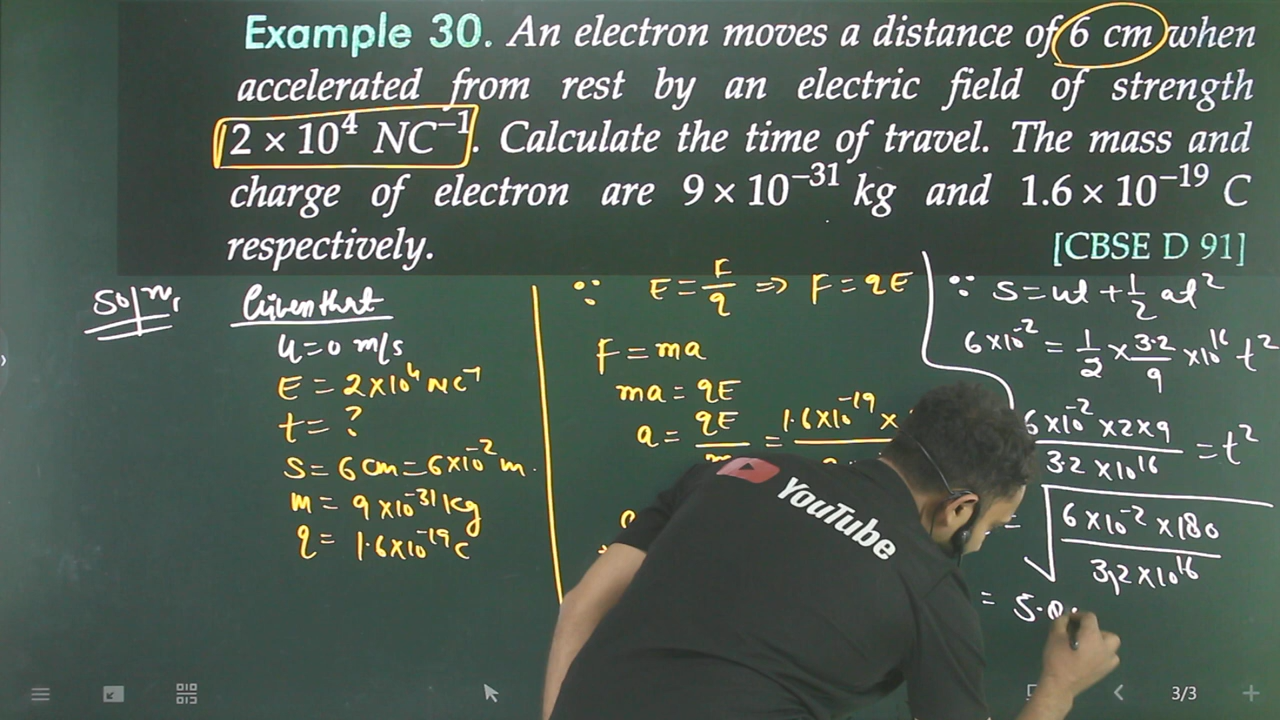 Example 30. An electron moves a distance of 6 cm when
accelerated from rest by an electric field of strength
2 × 10⁴ NC⁻¹. Calculate the time of travel. The mass and
charge of electron are 9 × 10⁻³¹ kg and 1.6 × 10⁻¹⁹ C
respectively.
[CBSE D 91]
Solⁿ,
Given that
u=0 m/s
E = 2×10⁴ NC⁻¹
t = ?
S = 6 cm = 6×10⁻² m.
m = 9×10⁻³¹ kg
q = 1.6×10⁻¹⁹ C
∵ E = F/q ⇒ F = qE
F = ma
ma = qE
a = qE/m = 1.6×10⁻¹⁹ ×
∵ S = ut + 1/2 at²
6×10⁻² = 1/2 × 3.2/9 × 10¹⁶ t²
6×10⁻² × 2 × 9 / 3.2 × 10¹⁶ = t²
= √ 6×10⁻² × 180 / 3,2 × 10¹⁶
= 5.
YouTube
3/3